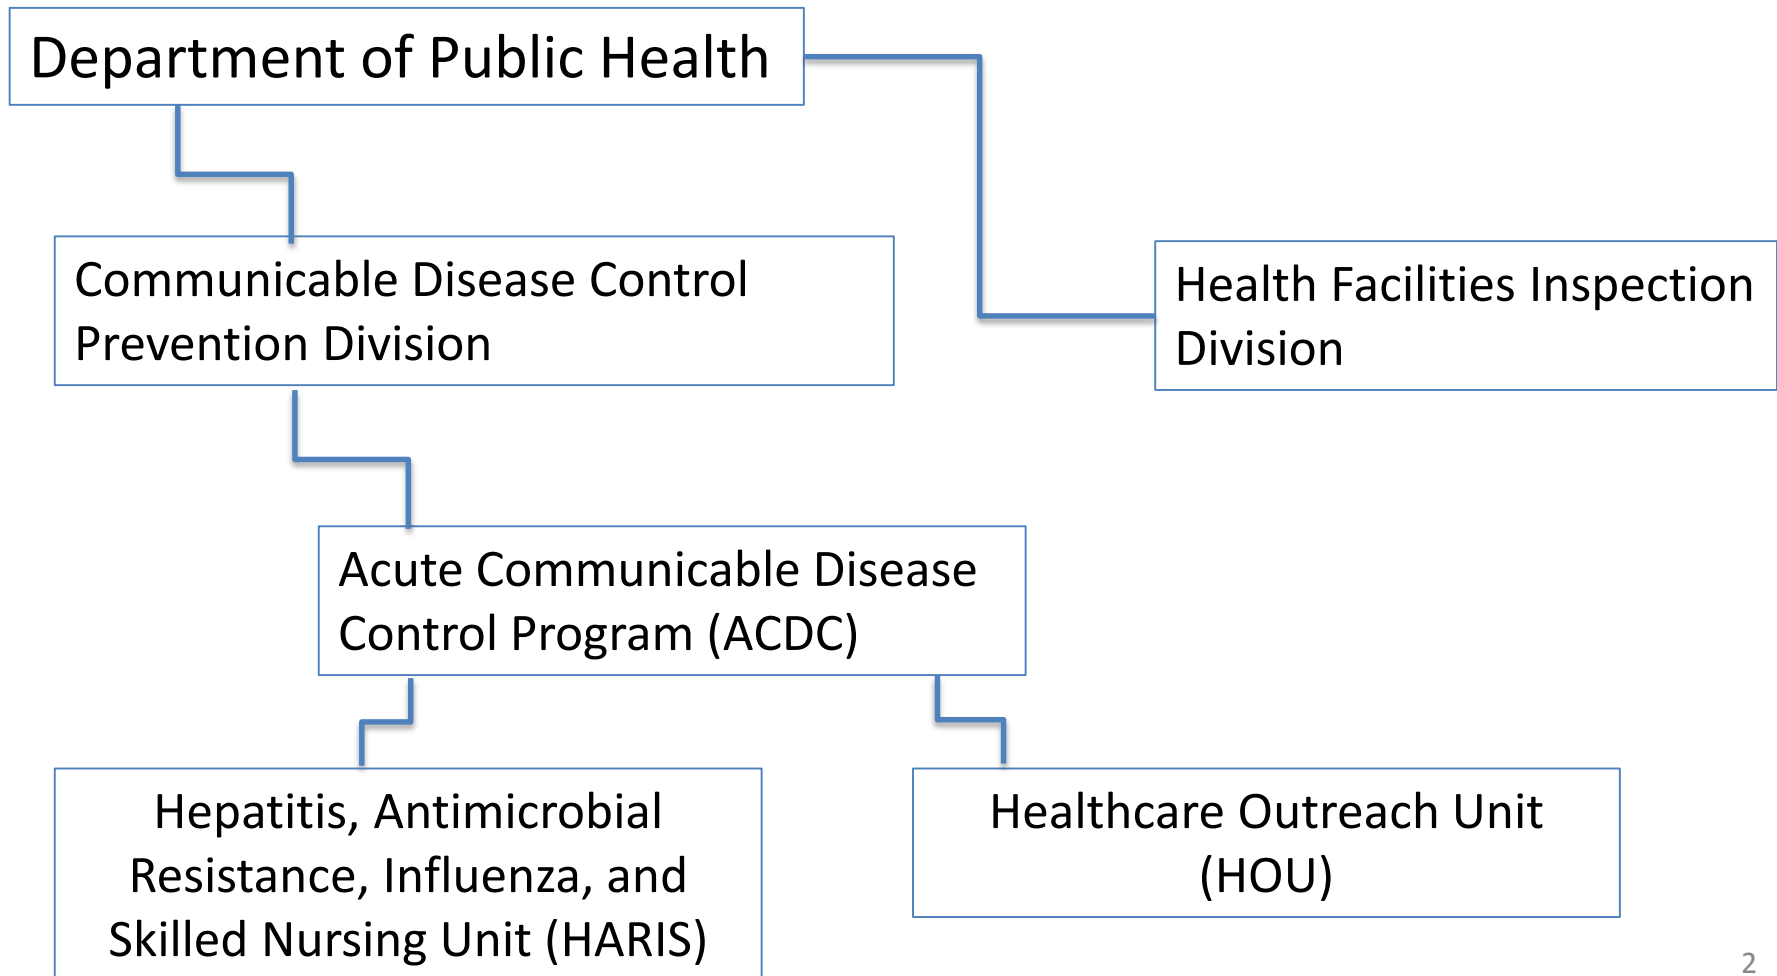 Department of Public Health
Communicable Disease Control
Prevention Division
Health Facilities Inspection
Division
Acute Communicable Disease
Control Program (ACDC)
Hepatitis, Antimicrobial
Resistance, Influenza, and
Skilled Nursing Unit (HARIS)
Healthcare Outreach Unit
(HOU)
2